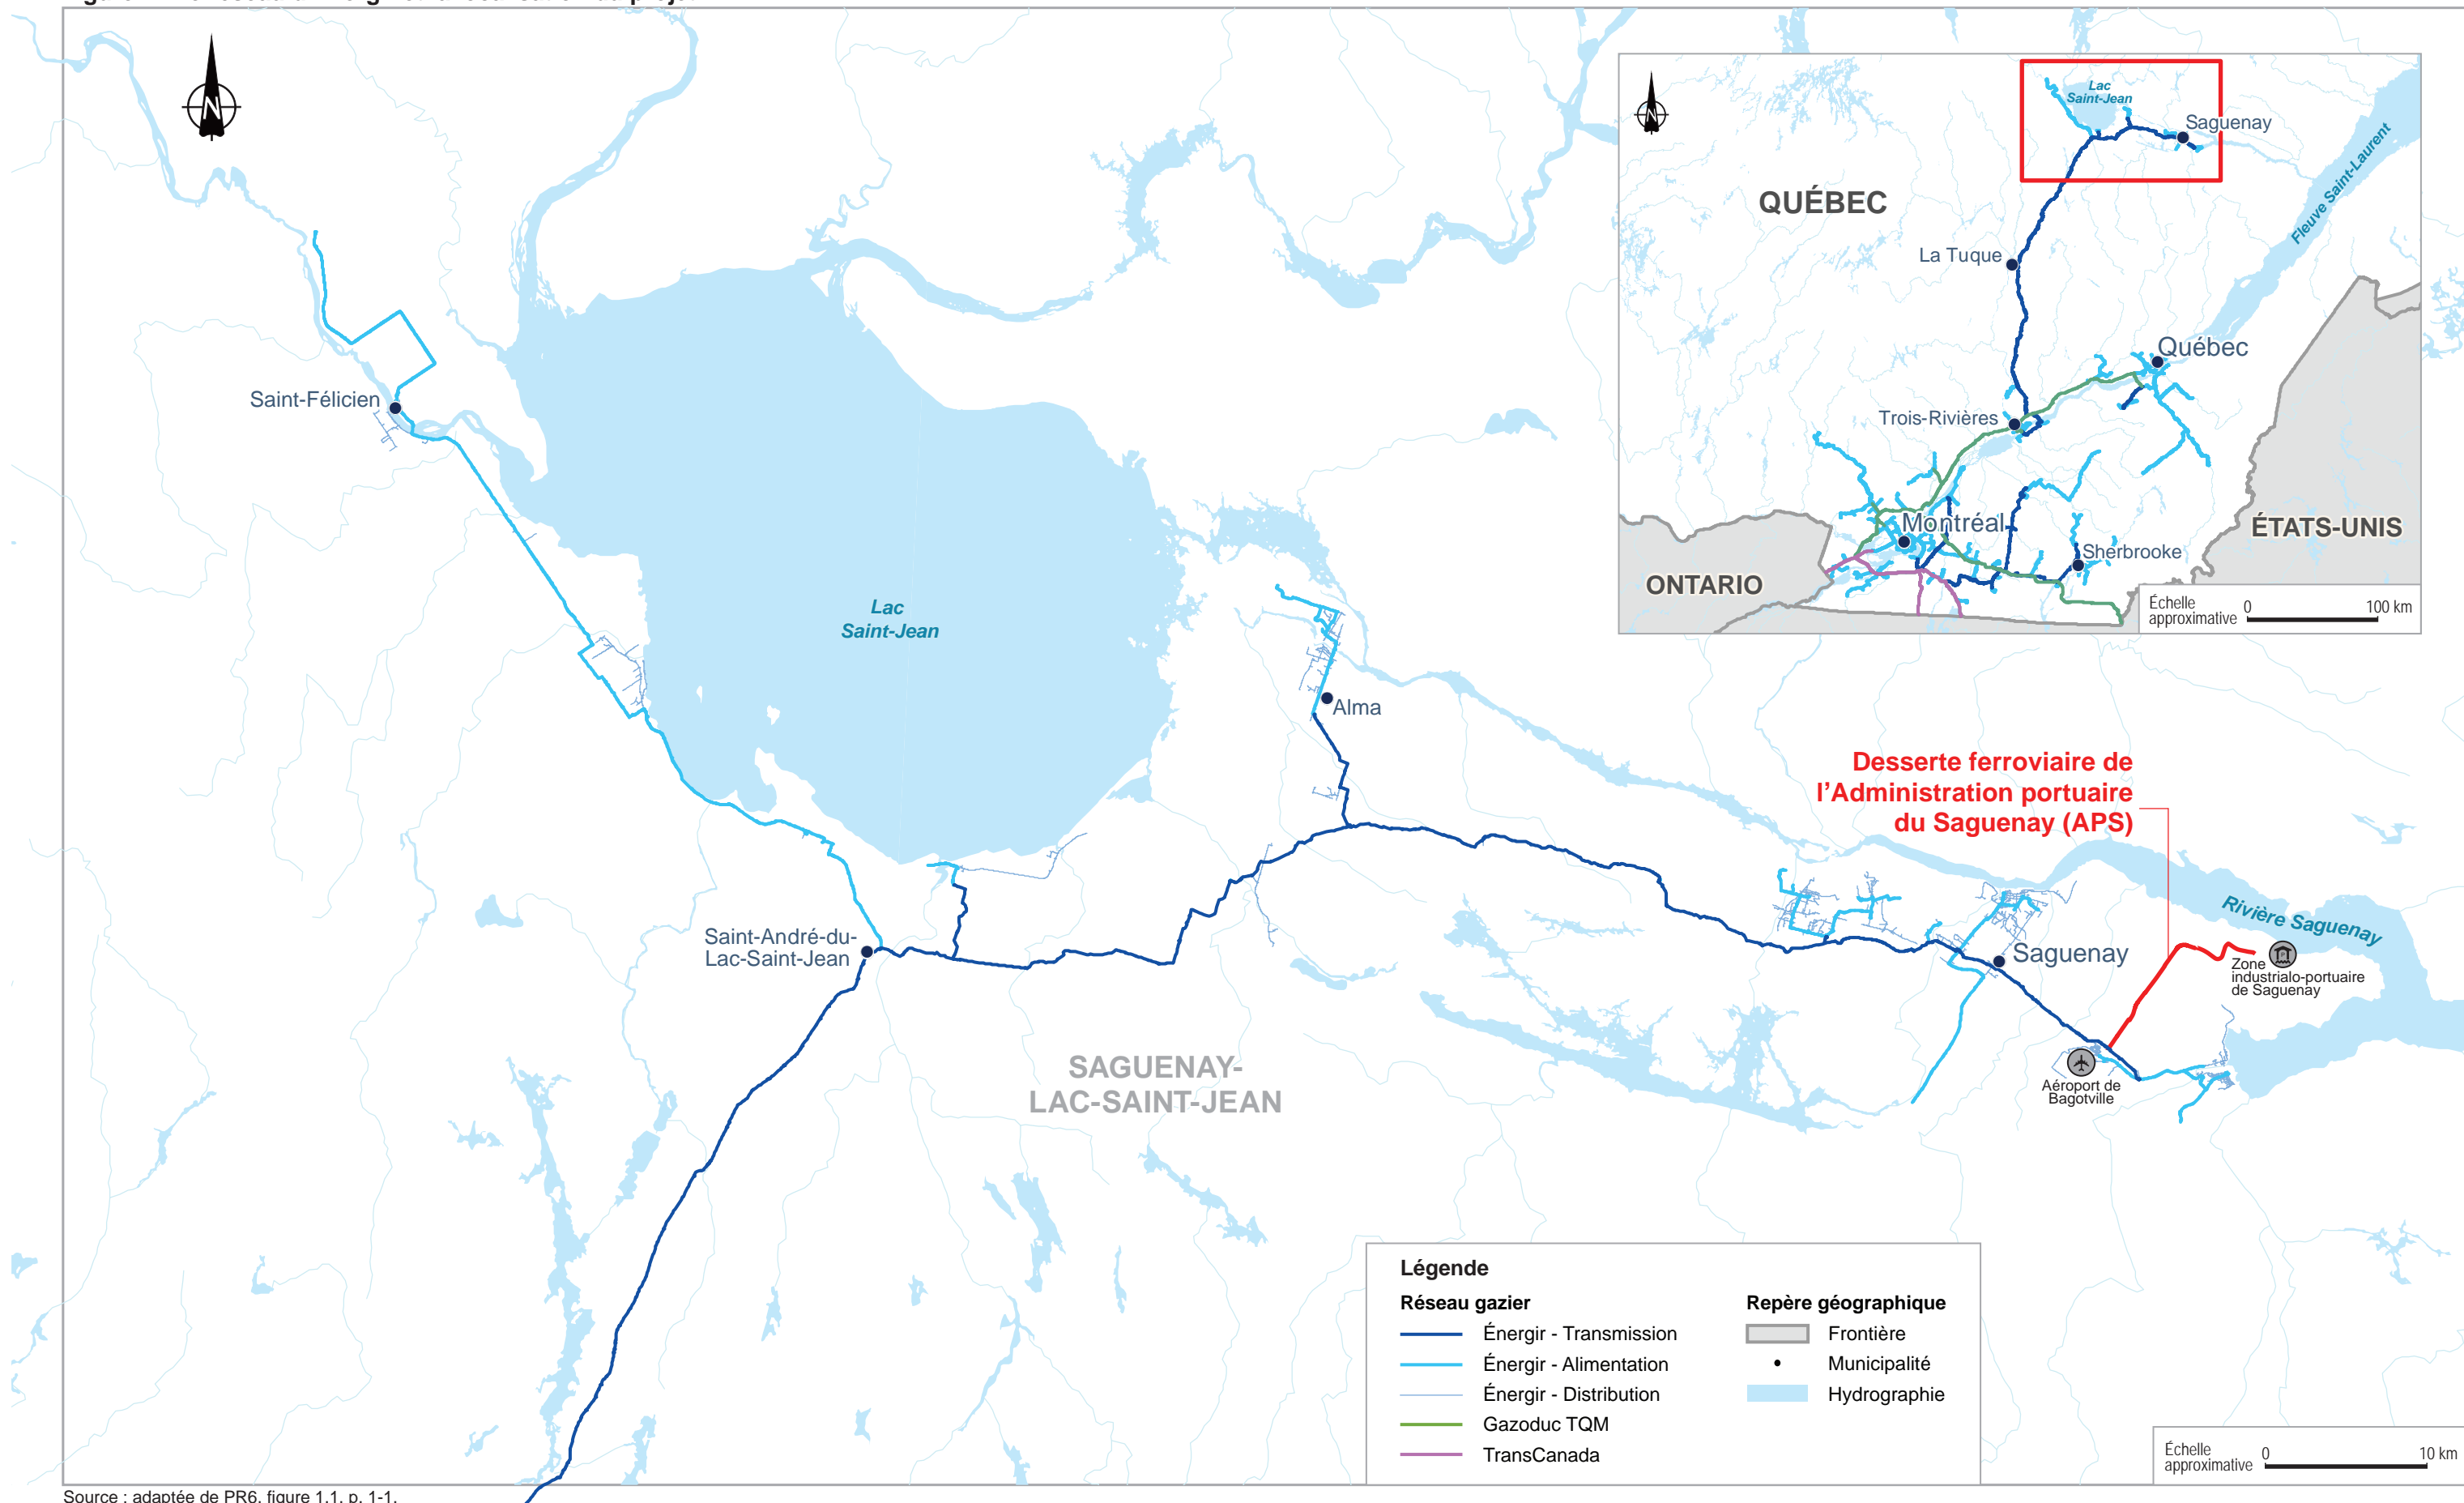 N
Saint-Félicien
Lac
Saint-Jean
Alma
Saint-André-du-
Lac-Saint-Jean
SAGUENAY-
LAC-SAINT-JEAN
Desserte ferroviaire de
l’Administration portuaire
du Saguenay (APS)
Rivière Saguenay
Saguenay
Zone
industrialo-portuaire
de Saguenay
Aéroport de
Bagotville
N
Lac
Saint-Jean
Saguenay
Fleuve Saint-Laurent
QUÉBEC
La Tuque
Québec
Trois-Rivières
Montréal
Sherbrooke
ÉTATS-UNIS
ONTARIO
Échelle
approximative
0 100 km
Légende
Réseau gazier
Énergir - Transmission
Énergir - Alimentation
Énergir - Distribution
Gazoduc TQM
TransCanada
Repère géographique
Frontière
Municipalité
Hydrographie
Échelle
approximative
0 10 km
Source : adaptée de PR6, figure 1.1, p. 1-1.